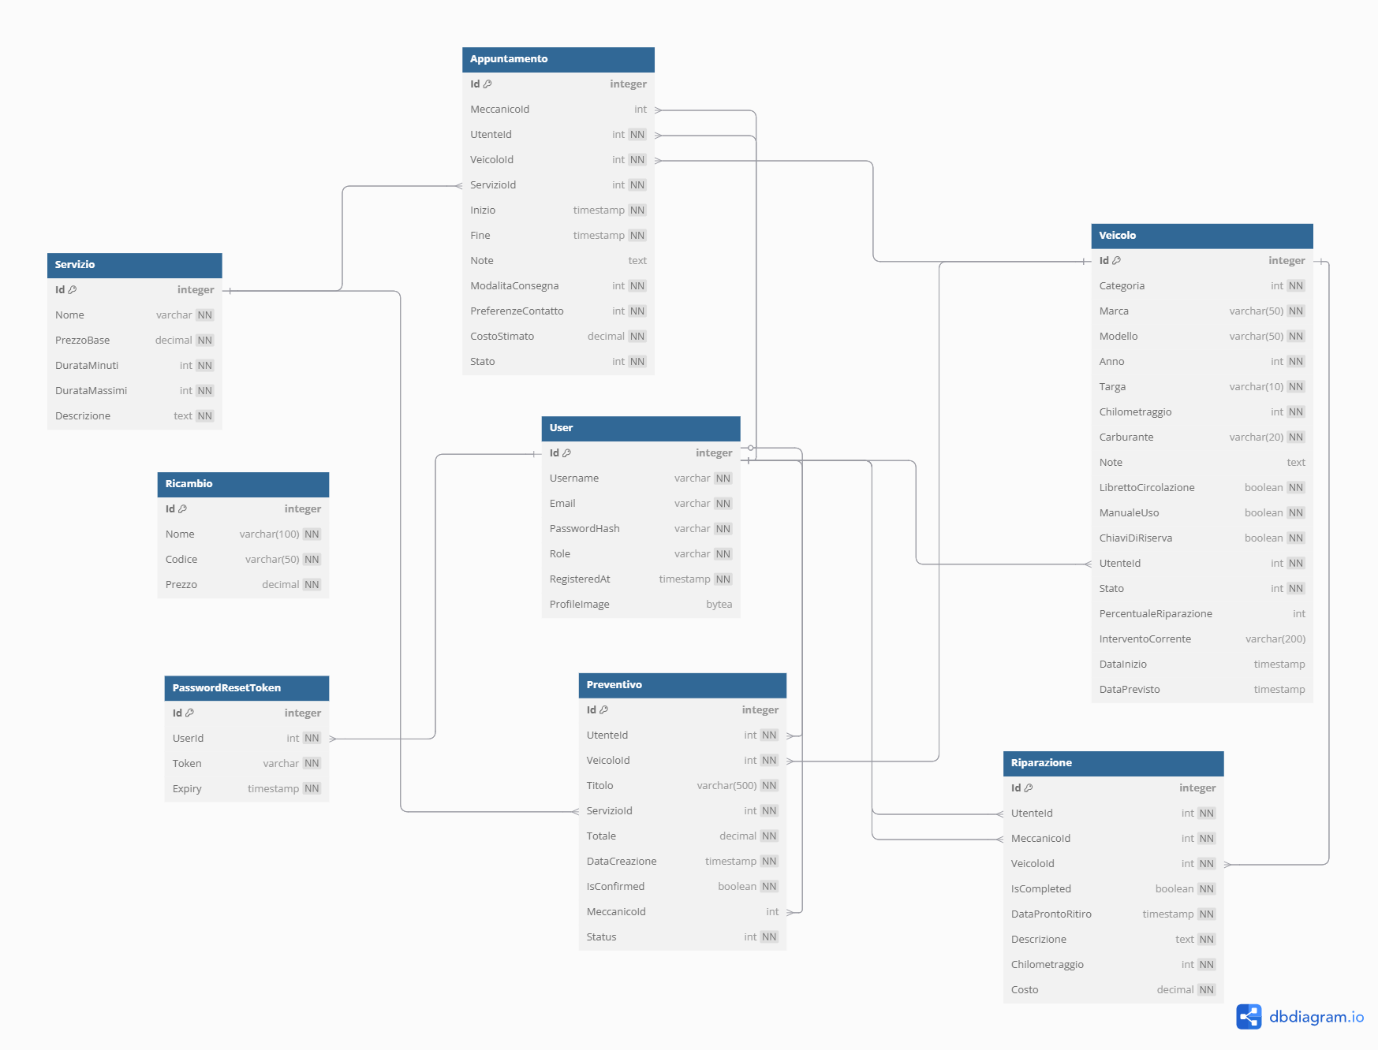 Appuntamento
Id integer
MeccanicoId int
UtenteId int NN
VeicoloId int NN
ServizioId int NN
Inizio timestamp NN
Fine timestamp NN
Note text
ModalitaConsegna int NN
PreferenzeContatto int NN
CostoStimato decimal NN
Stato int NN
Veicolo
Id integer
Categoria int NN
Marca varchar(50) NN
Modello varchar(50) NN
Anno int NN
Targa varchar(10) NN
Chilometraggio int NN
Carburante varchar(20) NN
Note text
LibrettoCircolazione boolean NN
ManualeUso boolean NN
ChiaviDiRiserva boolean NN
UtenteId int NN
Stato int NN
PercentualeRiparazione int
InterventoCorrente varchar(200)
DataInizio timestamp
DataPrevisto timestamp
Servizio
Id integer
Nome varchar NN
PrezzoBase decimal NN
DurataMinuti int NN
DurataMassimi int NN
Descrizione text NN
User
Id integer
Username varchar NN
Email varchar NN
PasswordHash varchar NN
Role varchar NN
RegisteredAt timestamp NN
ProfileImage bytea
Ricambio
Id integer
Nome varchar(100) NN
Codice varchar(50) NN
Prezzo decimal NN
PasswordResetToken
Id integer
UserId int NN
Token varchar NN
Expiry timestamp NN
Preventivo
Id integer
UtenteId int NN
VeicoloId int NN
Titolo varchar(500) NN
ServizioId int NN
Totale decimal NN
DataCreazione timestamp NN
IsConfirmed boolean NN
MeccanicoId int
Status int NN
Riparazione
Id integer
UtenteId int NN
MeccanicoId int NN
VeicoloId int NN
IsCompleted boolean NN
DataProntoRitiro timestamp NN
Descrizione text NN
Chilometraggio int NN
Costo decimal NN
dbdiagram.io